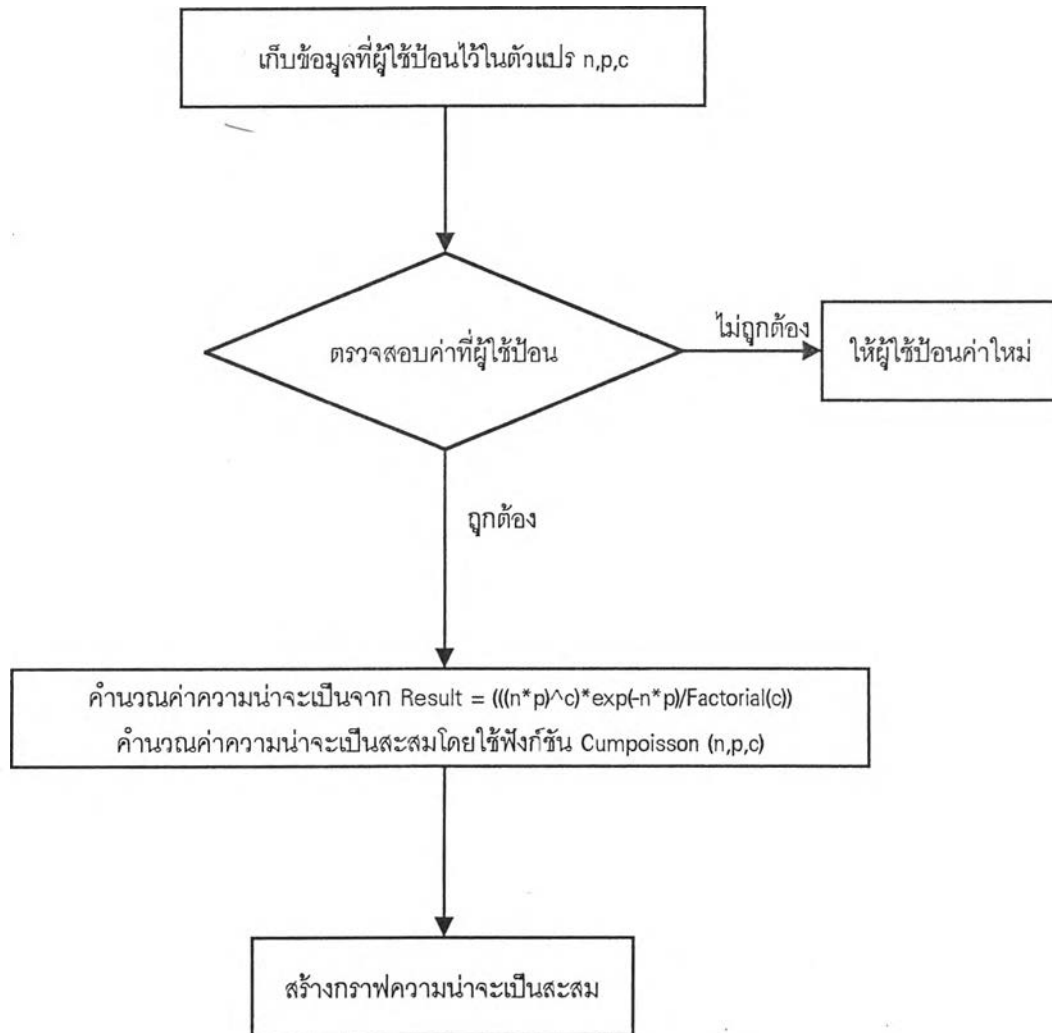 เก็บข้อมูลที่ผู้ใช้ป้อนไว้ในตัวแปร n,p,c
ตรวจสอบค่าที่ผู้ใช้ป้อน
ไม่ถูกต้อง
ให้ผู้ใช้ป้อนค่าใหม่
ถูกต้อง
คำนวณค่าความน่าจะเป็นจาก Result = (((n*p)^c)*exp(-n*p)/Factorial(c))
คำนวณค่าความน่าจะเป็นสะสมโดยใช้ฟังก์ชัน Cumpoisson (n,p,c)
สร้างกราฟความน่าจะเป็นสะสม